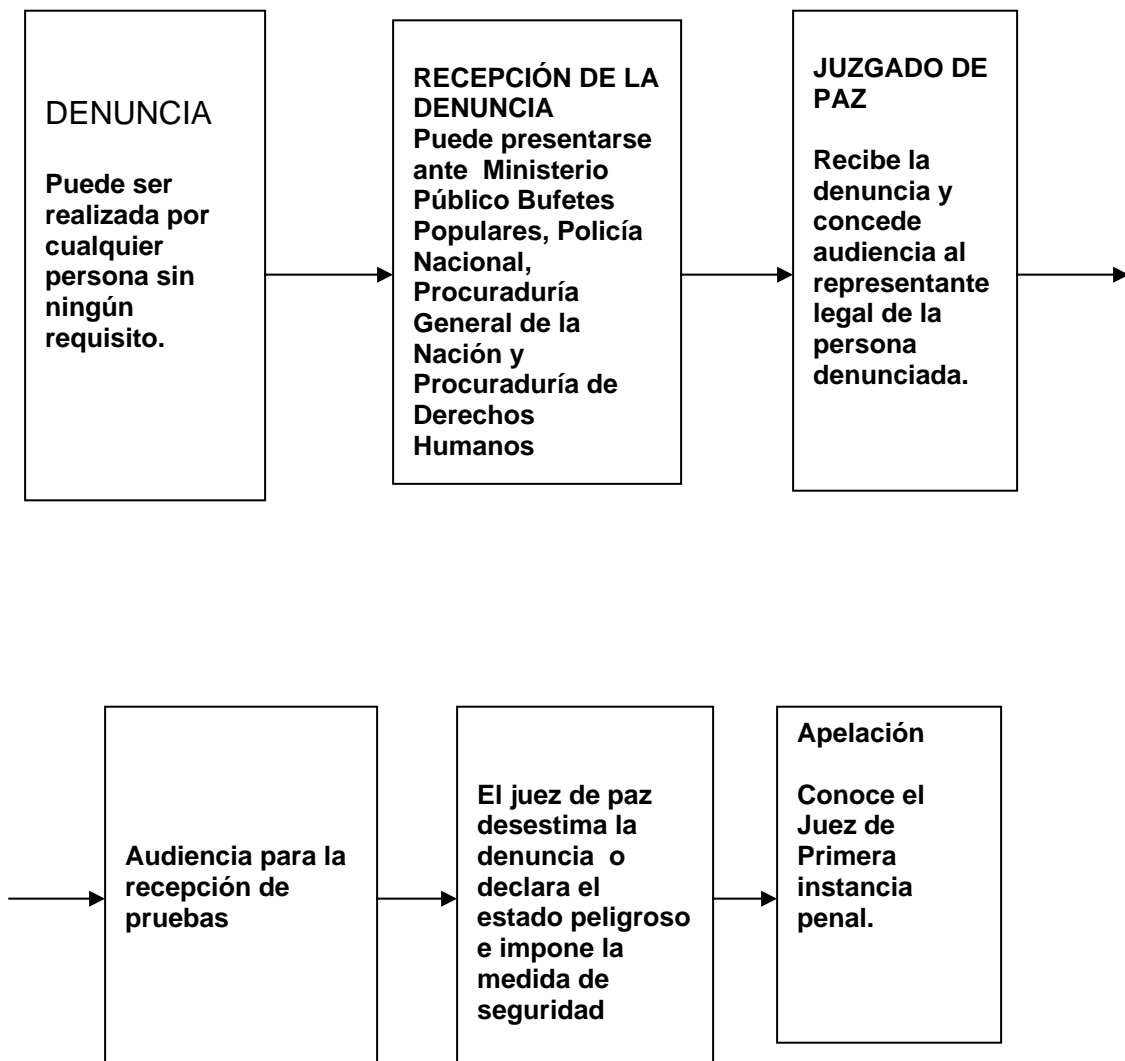 DENUNCIA
Puede ser
realizada por
cualquier
persona sin
ningún
requisito.
RECEPCIÓN DE LA
DENUNCIA
Puede presentarse
ante Ministerio
Público Bufetes
Populares, Policía
Nacional,
Procuraduría
General de la
Nación y
Procuraduría de
Derechos
Humanos
JUZGADO DE
PAZ
Recibe la
denuncia y
concede
audiencia al
representante
legal de la
persona
denunciada.
Audiencia para la
recepción de
pruebas
El juez de paz
desestima la
denuncia o
declara el
estado peligroso
e impone la
medida de
seguridad
Apelación
Conoce el
Juez de
Primera
instancia
penal.